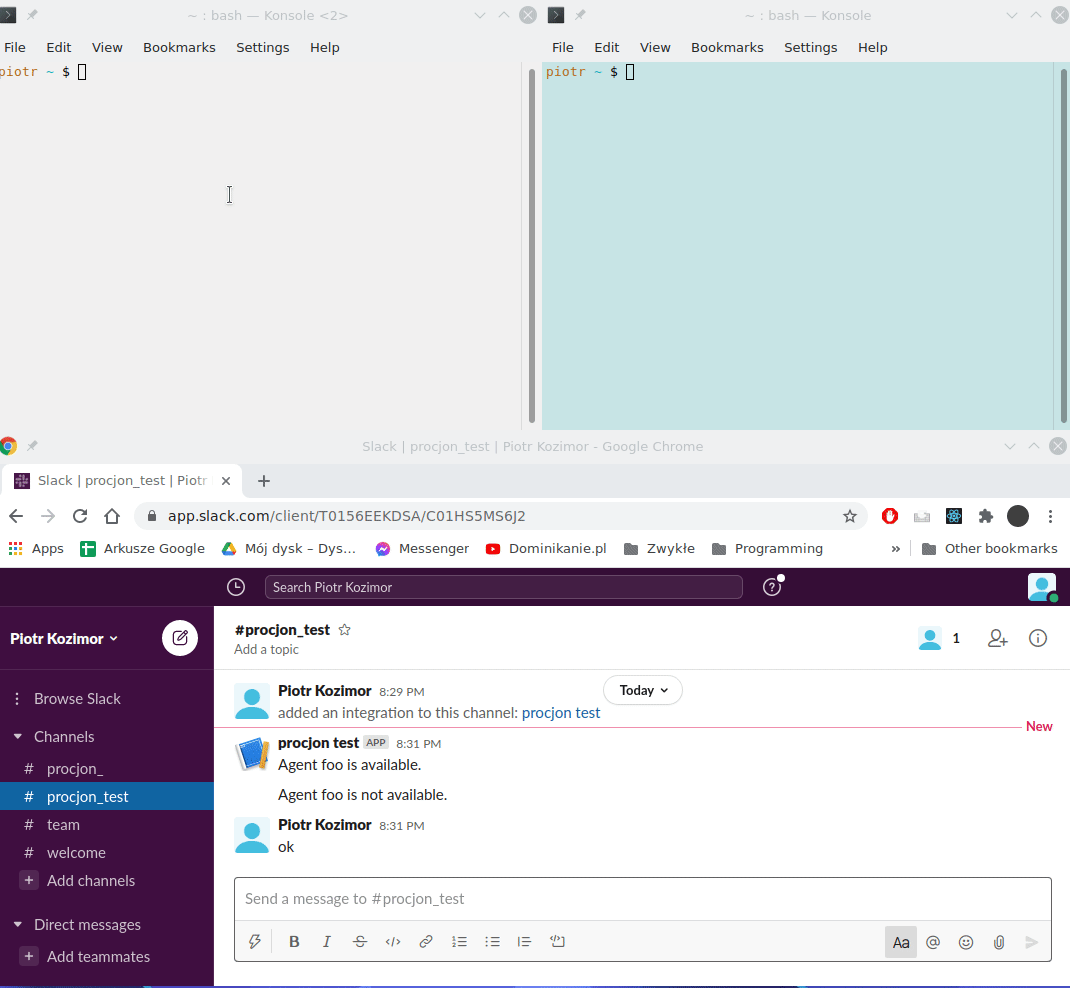 ~ : bash — Konsole <2>
File Edit View Bookmarks Settings Help
piotr ~ $
~ : bash — Konsole
File Edit View Bookmarks Settings Help
piotr ~ $
Slack | procjon_test | Piotr Kozimor - Google Chrome
Slack | procjon_test | Piotr
app.slack.com/client/T0156EEKDSA/C01HS5MS6J2
Apps Arkusze Google Mój dysk – Dys… Messenger Dominikanie.pl Zwykłe Programming » Other bookmarks
Search Piotr Kozimor
Piotr Kozimor
Browse Slack
Channels
# procjon_
# procjon_test
# team
# welcome
+ Add channels
Direct messages
+ Add teammates
#procjon_test
Add a topic
1
Today
Piotr Kozimor 8:29 PM
added an integration to this channel: procjon test
New
procjon test APP 8:31 PM
Agent foo is available.
Agent foo is not available.
Piotr Kozimor 8:31 PM
ok
Send a message to #procjon_test
B I S </> Aa @